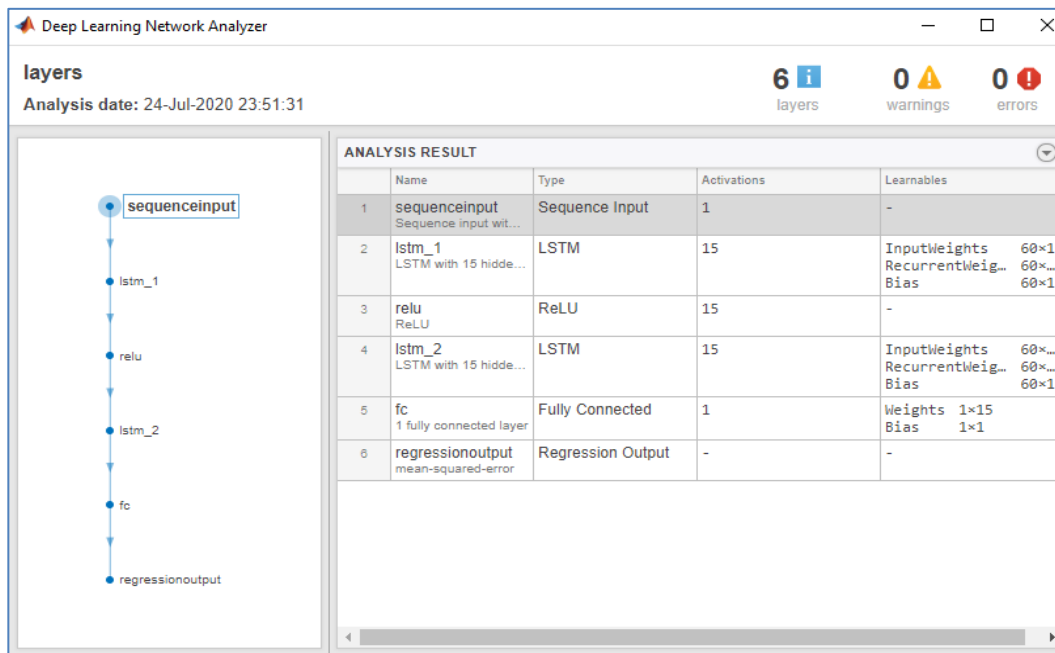 Deep Learning Network Analyzer
layers
Analysis date: 24-Jul-2020 23:51:31
6 i
layers
0
warnings
0
errors
sequenceinput
lstm_1
relu
lstm_2
fc
regressionoutput
ANALYSIS RESULT
Name Type Activations Learnables
1 sequenceinput Sequence Input 1 -
Sequence input wit...
2 lstm_1 LSTM 15 InputWeights 60×1
LSTM with 15 hidde... RecurrentWeig... 60×...
Bias 60×1
3 relu ReLU 15 -
ReLU
4 lstm_2 LSTM 15 InputWeights 60×...
LSTM with 15 hidde... RecurrentWeig... 60×...
Bias 60×1
5 fc Fully Connected 1 Weights 1×15
1 fully connected layer Bias 1×1
6 regressionoutput Regression Output - -
mean-squared-error